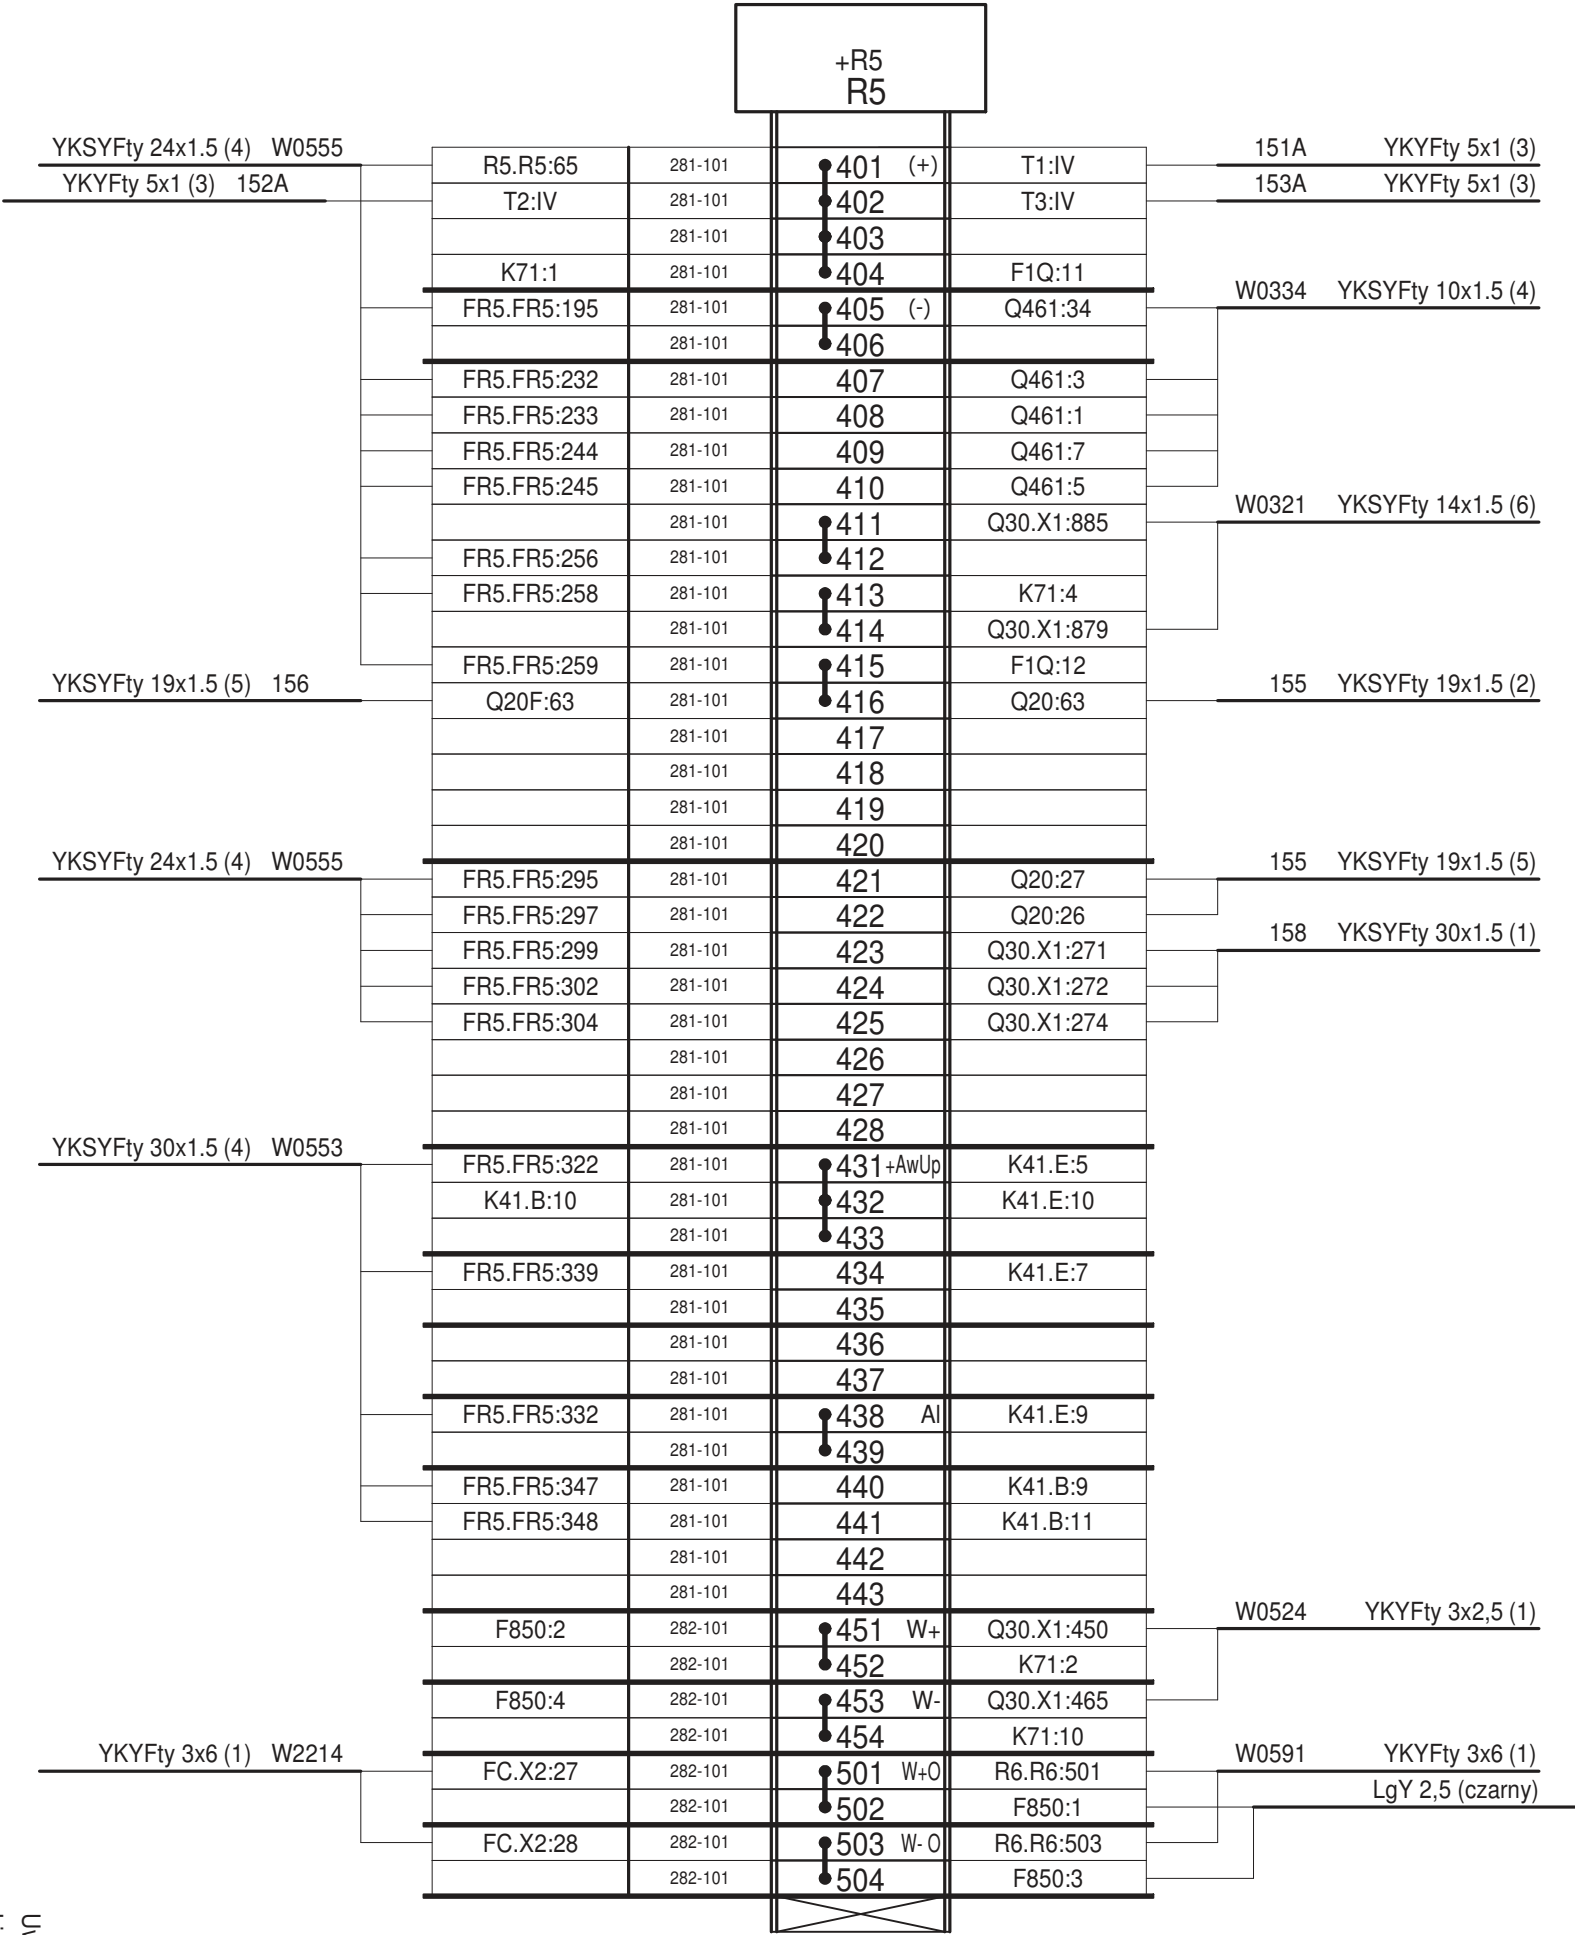 +R5
R5
YKSYFty 24x1.5 (4) W0555
YKYFty 5x1 (3) 152A
151A YKYFty 5x1 (3)
153A YKYFty 5x1 (3)
R5.R5:65 281-101 401 (+) T1:IV
T2:IV 281-101 402 T3:IV
281-101 403
K71:1 281-101 404 F1Q:11
W0334 YKSYFty 10x1.5 (4)
FR5.FR5:195 281-101 405 (-) Q461:34
281-101 406
FR5.FR5:232 281-101 407 Q461:3
FR5.FR5:233 281-101 408 Q461:1
FR5.FR5:244 281-101 409 Q461:7
FR5.FR5:245 281-101 410 Q461:5
W0321 YKSYFty 14x1.5 (6)
281-101 411 Q30.X1:885
FR5.FR5:256 281-101 412
FR5.FR5:258 281-101 413 K71:4
281-101 414 Q30.X1:879
FR5.FR5:259 281-101 415 F1Q:12
YKSYFty 19x1.5 (5) 156
155 YKSYFty 19x1.5 (2)
Q20F:63 281-101 416 Q20:63
281-101 417
281-101 418
281-101 419
281-101 420
YKSYFty 24x1.5 (4) W0555
155 YKSYFty 19x1.5 (5)
FR5.FR5:295 281-101 421 Q20:27
FR5.FR5:297 281-101 422 Q20:26
158 YKSYFty 30x1.5 (1)
FR5.FR5:299 281-101 423 Q30.X1:271
FR5.FR5:302 281-101 424 Q30.X1:272
FR5.FR5:304 281-101 425 Q30.X1:274
281-101 426
281-101 427
281-101 428
YKSYFty 30x1.5 (4) W0553
FR5.FR5:322 281-101 431 +AwUp K41.E:5
K41.B:10 281-101 432 K41.E:10
281-101 433
FR5.FR5:339 281-101 434 K41.E:7
281-101 435
281-101 436
281-101 437
FR5.FR5:332 281-101 438 Al K41.E:9
281-101 439
FR5.FR5:347 281-101 440 K41.B:9
FR5.FR5:348 281-101 441 K41.B:11
281-101 442
281-101 443
W0524 YKYFty 3x2,5 (1)
F850:2 282-101 451 W+ Q30.X1:450
282-101 452 K71:2
F850:4 282-101 453 W- Q30.X1:465
282-101 454 K71:10
YKYFty 3x6 (1) W2214
W0591 YKYFty 3x6 (1)
FC.X2:27 282-101 501 W+O R6.R6:501
LgY 2,5 (czarny)
282-101 502 F850:1
FC.X2:28 282-101 503 W- O R6.R6:503
282-101 504 F850:3